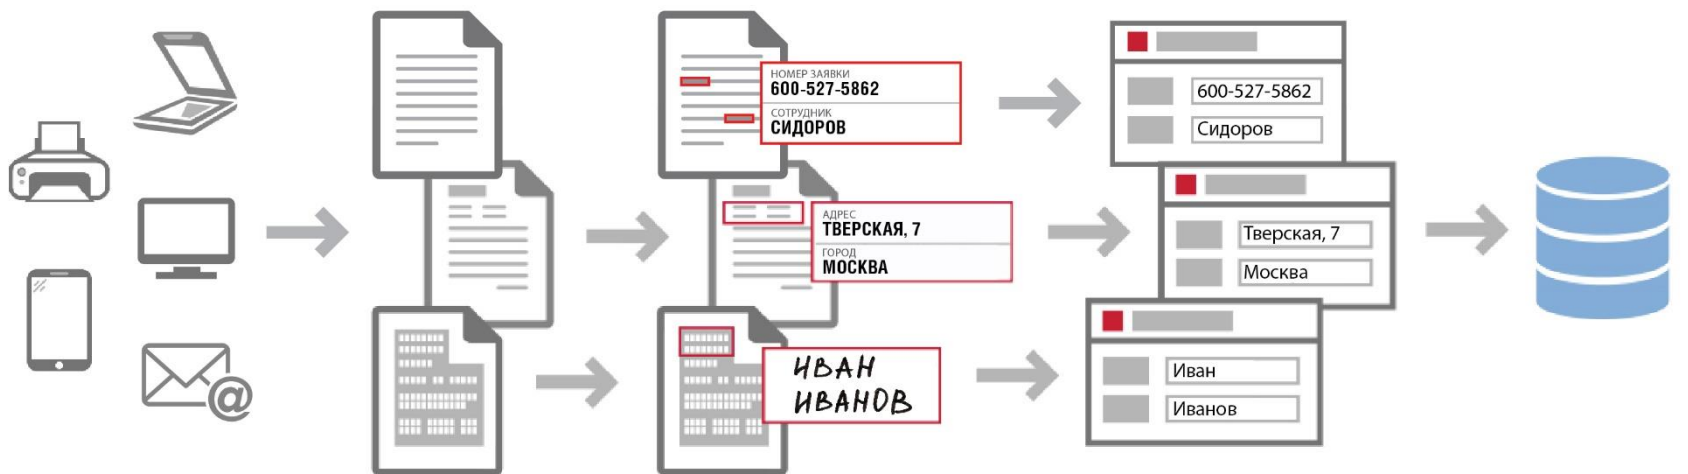 НОМЕР ЗАЯВКИ
600-527-5862
СОТРУДНИК
СИДОРОВ
600-527-5862
Сидоров
АДРЕС
ТВЕРСКАЯ, 7
ГОРОД
МОСКВА
Тверская, 7
Москва
ИВАН
ИВАНОВ
Иван
Иванов
@